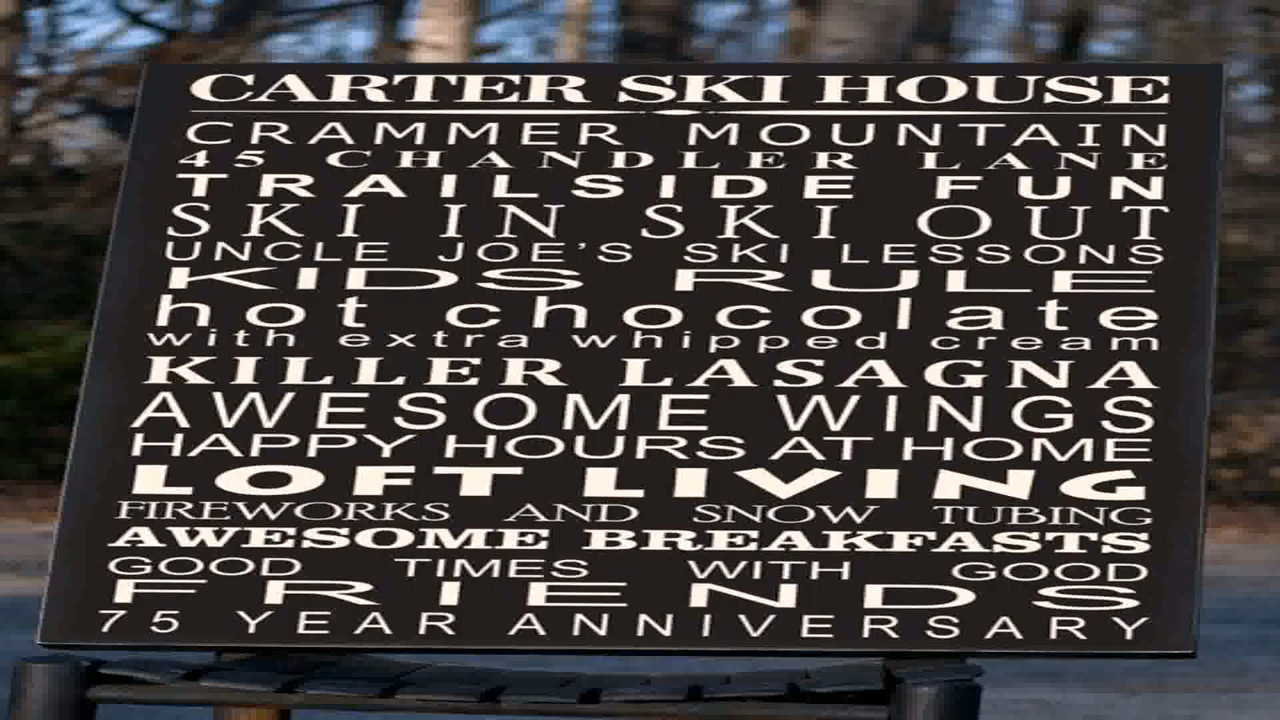 CARTER SKI HOUSE
CRAMMER MOUNTAIN
45 CHANDLER LANE
TRAILSIDE FUN
SKI IN SKI OUT
UNCLE JOE'S SKI LESSONS
KIDS RULE
hot chocolate
with extra whipped cream
KILLER LASAGNA
AWESOME WINGS
HAPPY HOURS AT HOME
LOFT LIVING
FIREWORKS AND SNOW TUBING
AWESOME BREAKFASTS
GOOD TIMES WITH GOOD
FRIENDS
75 YEAR ANNIVERSARY